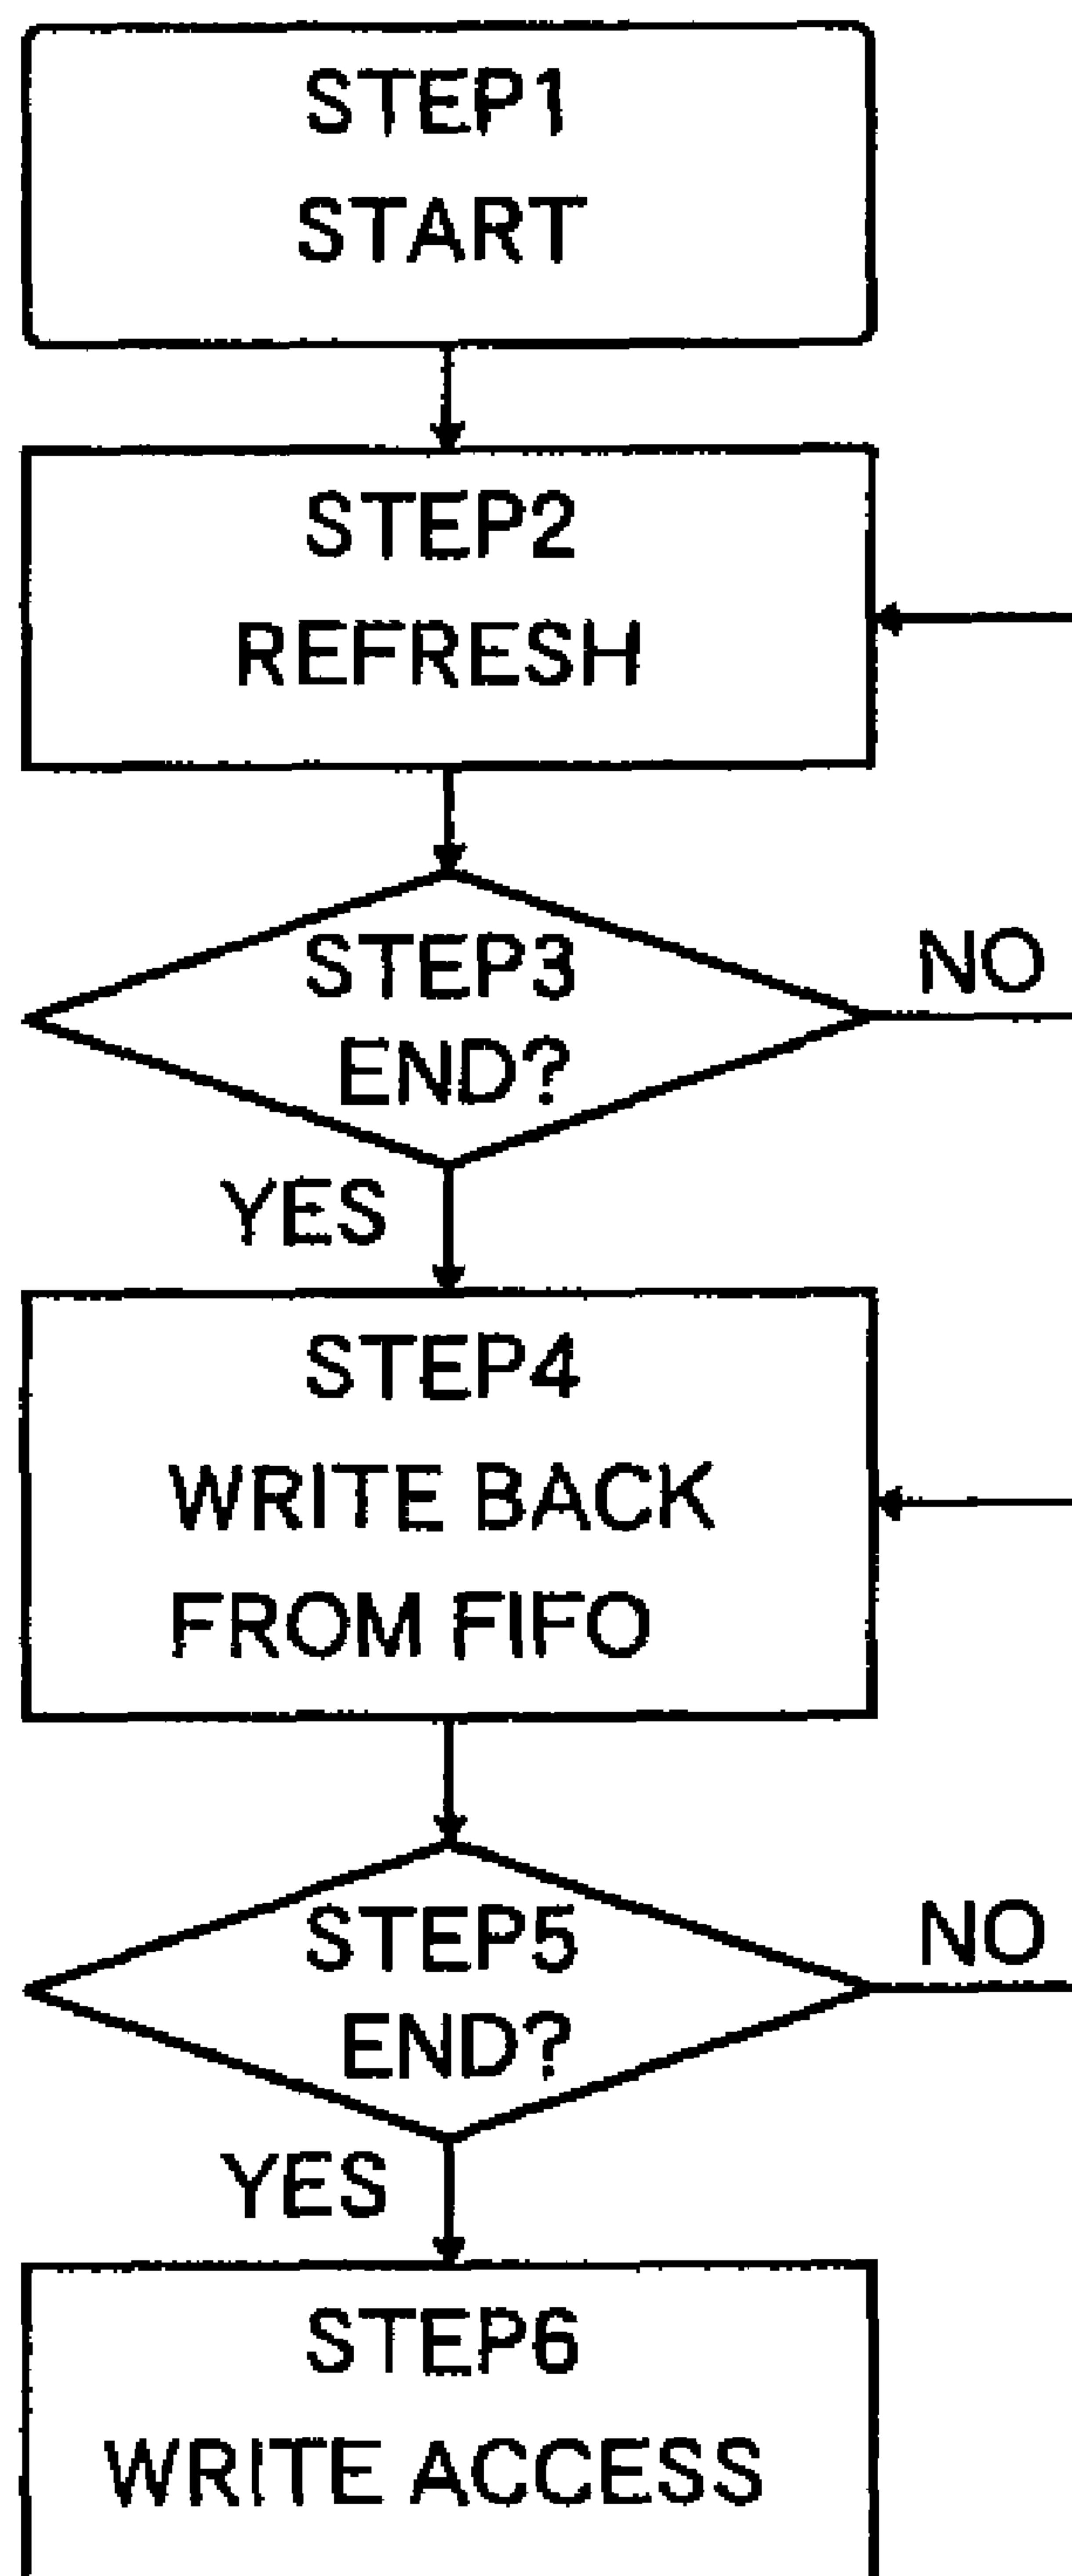 STEP1
START
STEP2
REFRESH
STEP3
END?
NO
YES
STEP4
WRITE BACK
FROM FIFO
STEP5
END?
NO
YES
STEP6
WRITE ACCESS